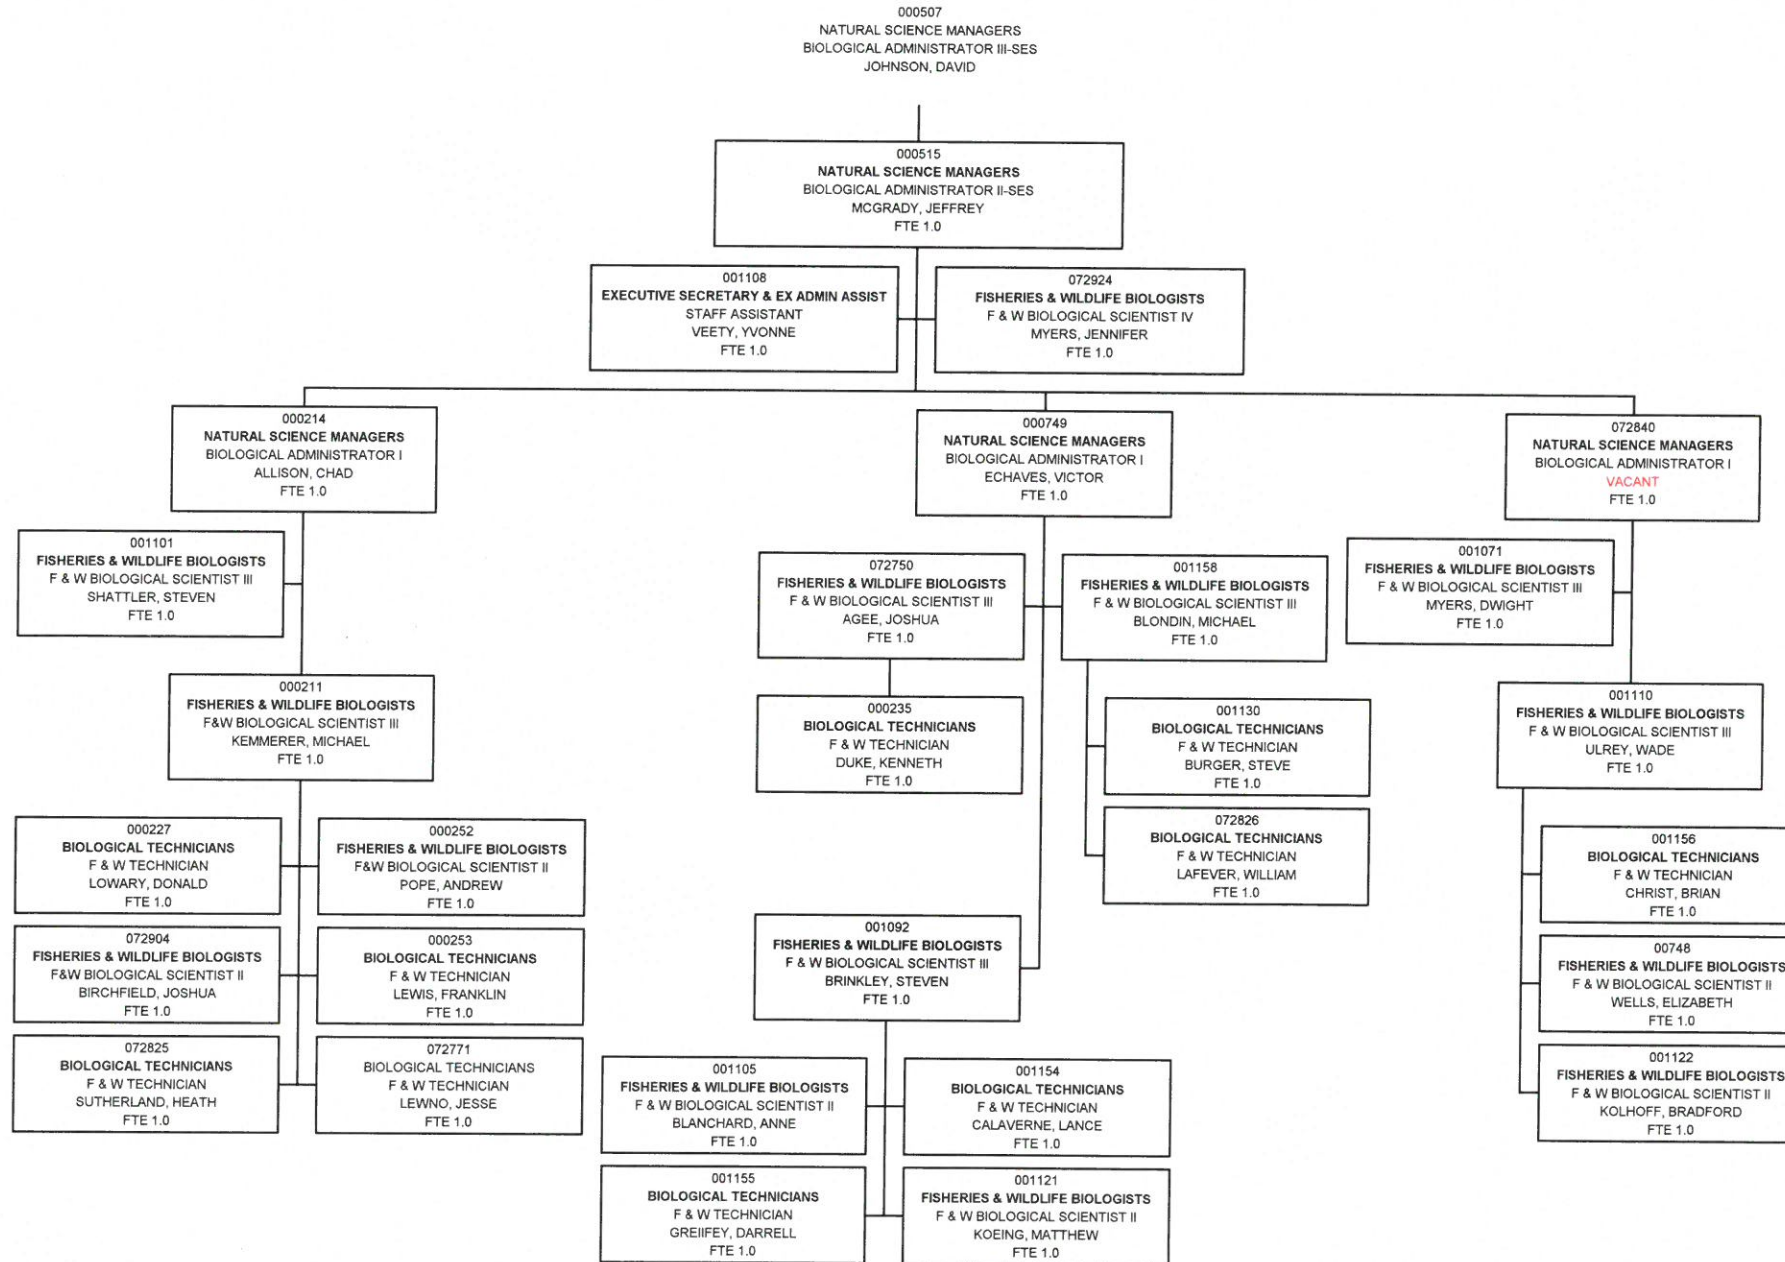 000507
NATURAL SCIENCE MANAGERS
BIOLOGICAL ADMINISTRATOR III-SES
JOHNSON, DAVID
000515
NATURAL SCIENCE MANAGERS
BIOLOGICAL ADMINISTRATOR II-SES
MCGRADY, JEFFREY
FTE 1.0
001108
EXECUTIVE SECRETARY & EX ADMIN ASSIST
STAFF ASSISTANT
VEETY, YVONNE
FTE 1.0
072924
FISHERIES & WILDLIFE BIOLOGISTS
F & W BIOLOGICAL SCIENTIST IV
MYERS, JENNIFER
FTE 1.0
000214
NATURAL SCIENCE MANAGERS
BIOLOGICAL ADMINISTRATOR I
ALLISON, CHAD
FTE 1.0
000749
NATURAL SCIENCE MANAGERS
BIOLOGICAL ADMINISTRATOR I
ECHAVES, VICTOR
FTE 1.0
072840
NATURAL SCIENCE MANAGERS
BIOLOGICAL ADMINISTRATOR I
VACANT
FTE 1.0
001101
FISHERIES & WILDLIFE BIOLOGISTS
F & W BIOLOGICAL SCIENTIST III
SHATTLER, STEVEN
FTE 1.0
072750
FISHERIES & WILDLIFE BIOLOGISTS
F & W BIOLOGICAL SCIENTIST III
AGEE, JOSHUA
FTE 1.0
001158
FISHERIES & WILDLIFE BIOLOGISTS
F & W BIOLOGICAL SCIENTIST III
BLONDIN, MICHAEL
FTE 1.0
001071
FISHERIES & WILDLIFE BIOLOGISTS
F & W BIOLOGICAL SCIENTIST III
MYERS, DWIGHT
FTE 1.0
000211
FISHERIES & WILDLIFE BIOLOGISTS
F&W BIOLOGICAL SCIENTIST III
KEMMERER, MICHAEL
FTE 1.0
000235
BIOLOGICAL TECHNICIANS
F & W TECHNICIAN
DUKE, KENNETH
FTE 1.0
001130
BIOLOGICAL TECHNICIANS
F & W TECHNICIAN
BURGER, STEVE
FTE 1.0
001110
FISHERIES & WILDLIFE BIOLOGISTS
F & W BIOLOGICAL SCIENTIST III
ULREY, WADE
FTE 1.0
000227
BIOLOGICAL TECHNICIANS
F & W TECHNICIAN
LOWARY, DONALD
FTE 1.0
000252
FISHERIES & WILDLIFE BIOLOGISTS
F&W BIOLOGICAL SCIENTIST II
POPE, ANDREW
FTE 1.0
072826
BIOLOGICAL TECHNICIANS
F & W TECHNICIAN
LAFEVER, WILLIAM
FTE 1.0
001156
BIOLOGICAL TECHNICIANS
F & W TECHNICIAN
CHRIST, BRIAN
FTE 1.0
072904
FISHERIES & WILDLIFE BIOLOGISTS
F&W BIOLOGICAL SCIENTIST II
BIRCHFIELD, JOSHUA
FTE 1.0
000253
BIOLOGICAL TECHNICIANS
F & W TECHNICIAN
LEWIS, FRANKLIN
FTE 1.0
001092
FISHERIES & WILDLIFE BIOLOGISTS
F & W BIOLOGICAL SCIENTIST III
BRINKLEY, STEVEN
FTE 1.0
00748
FISHERIES & WILDLIFE BIOLOGISTS
F & W BIOLOGICAL SCIENTIST II
WELLS, ELIZABETH
FTE 1.0
072825
BIOLOGICAL TECHNICIANS
F & W TECHNICIAN
SUTHERLAND, HEATH
FTE 1.0
072771
BIOLOGICAL TECHNICIANS
F & W TECHNICIAN
LEWNO, JESSE
FTE 1.0
001105
FISHERIES & WILDLIFE BIOLOGISTS
F & W BIOLOGICAL SCIENTIST II
BLANCHARD, ANNE
FTE 1.0
001154
BIOLOGICAL TECHNICIANS
F & W TECHNICIAN
CALAVERNE, LANCE
FTE 1.0
001122
FISHERIES & WILDLIFE BIOLOGISTS
F & W BIOLOGICAL SCIENTIST II
KOLHOFF, BRADFORD
FTE 1.0
001155
BIOLOGICAL TECHNICIANS
F & W TECHNICIAN
GREIIFEY, DARRELL
FTE 1.0
001121
FISHERIES & WILDLIFE BIOLOGISTS
F & W BIOLOGICAL SCIENTIST II
KOEING, MATTHEW
FTE 1.0